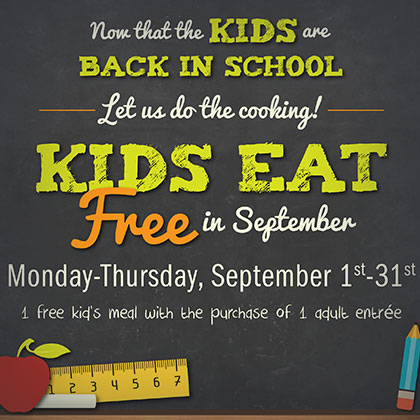 Now that the KIDS are
BACK IN SCHOOL
Let us do the cooking!
KIDS EAT
Free in September
Monday-Thursday, September 1st-31st
1 free kid's meal with the purchase of 1 adult entrée
1 2 3 4 5 6 7